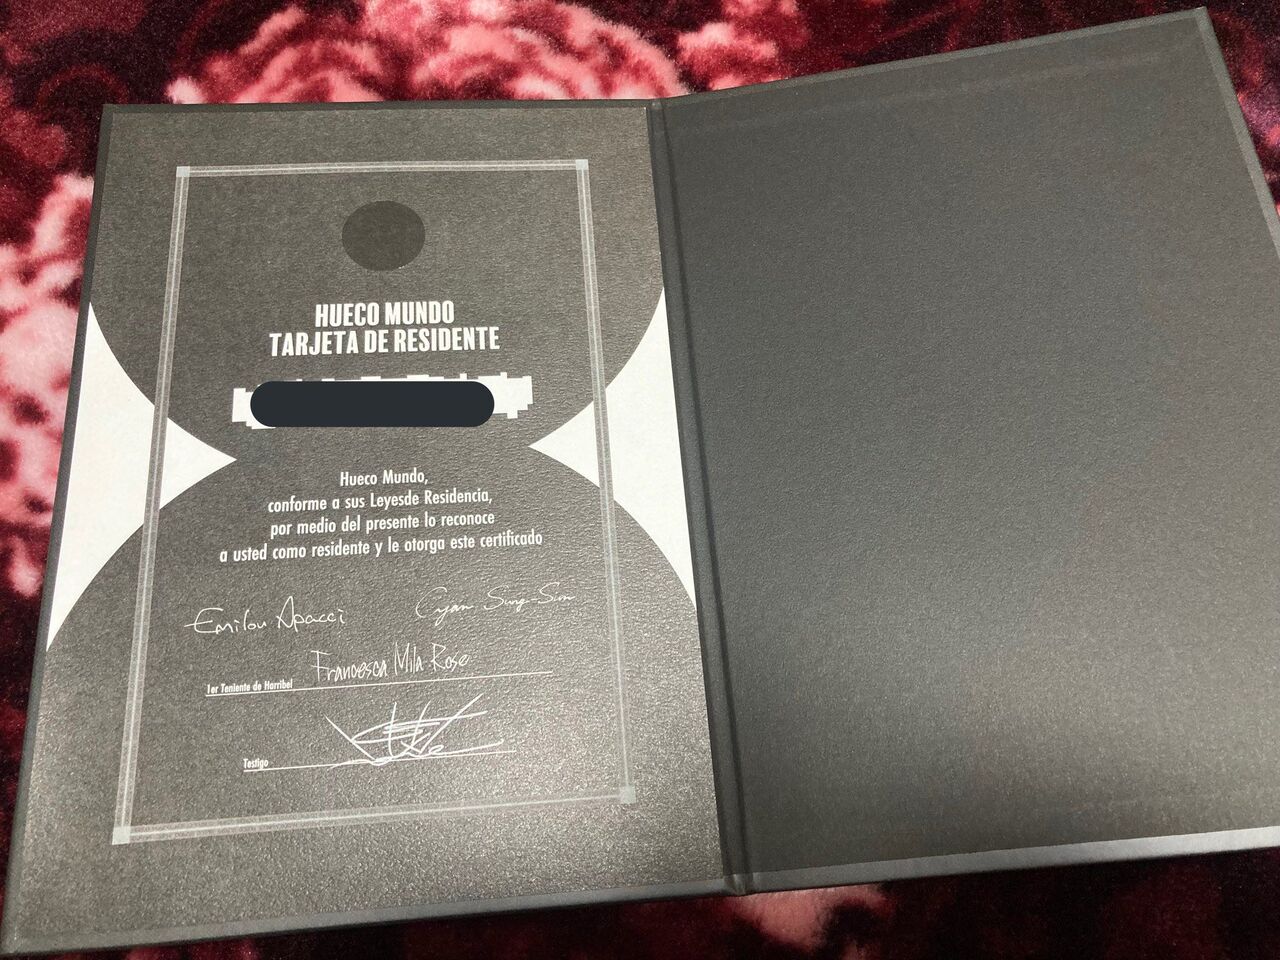 HUECO MUNDO
TARJETA DE RESIDENTE
Hueco Mundo,
conforme a sus Leyesde Residencia,
por medio del presente lo reconoce
a usted como residente y le otorga este certificado
Emilou Apacci Cyan Sung-Sun
1er Teniente de Harribel Francesca Mila Rose
Testigo